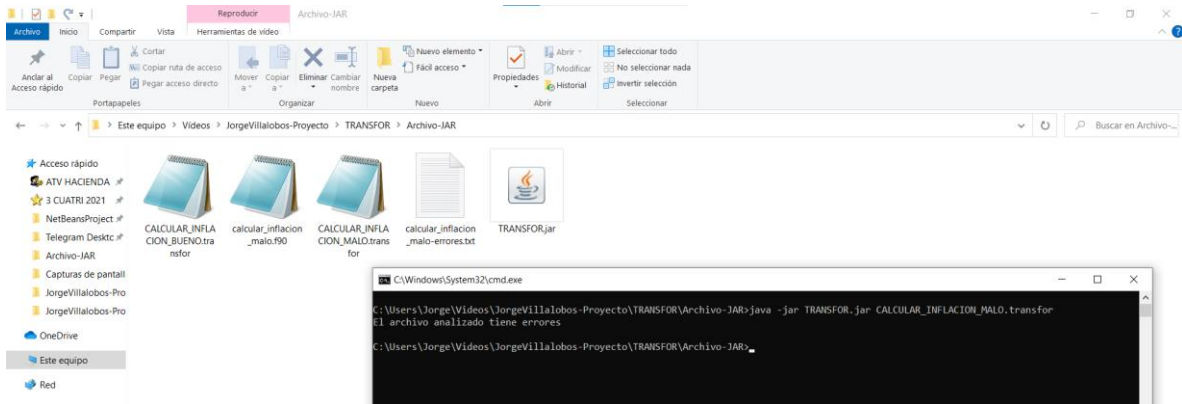 Reproducir
Archivo-JAR
Archivo Inicio Compartir Vista Herramientas de vídeo
Anclar al Acceso rápido
Copiar
Pegar
Cortar
Copiar ruta de acceso
Pegar acceso directo
Mover a
Copiar a
Eliminar
Cambiar nombre
Nueva carpeta
Nuevo elemento
Fácil acceso
Propiedades
Abrir
Modificar
Historial
Seleccionar todo
No seleccionar nada
Invertir selección
Portapapeles Organizar Nuevo Abrir Seleccionar
> Este equipo > Vídeos > JorgeVillalobos-Proyecto > TRANSFOR > Archivo-JAR
Buscar en Archivo-...
Acceso rápido
ATV HACIENDA
3 CUATRI 2021
NetBeansProject
Telegram Desktc
Archivo-JAR
Capturas de pantall
JorgeVillalobos-Pro
JorgeVillalobos-Pro
OneDrive
Este equipo
Red
CALCULAR_INFLA
CION_BUENO.tra
nsfor
calcular_inflacion
_malo.f90
CALCULAR_INFLA
CION_MALO.trans
for
calcular_inflacion
_malo-errores.txt
TRANSFOR.jar
C:\Windows\System32\cmd.exe
C:\Users\Jorge\Videos\JorgeVillalobos-Proyecto\TRANSFOR\Archivo-JAR>java -jar TRANSFOR.jar CALCULAR_INFLACION_MALO.transfor
El archivo analizado tiene errores
C:\Users\Jorge\Videos\JorgeVillalobos-Proyecto\TRANSFOR\Archivo-JAR>